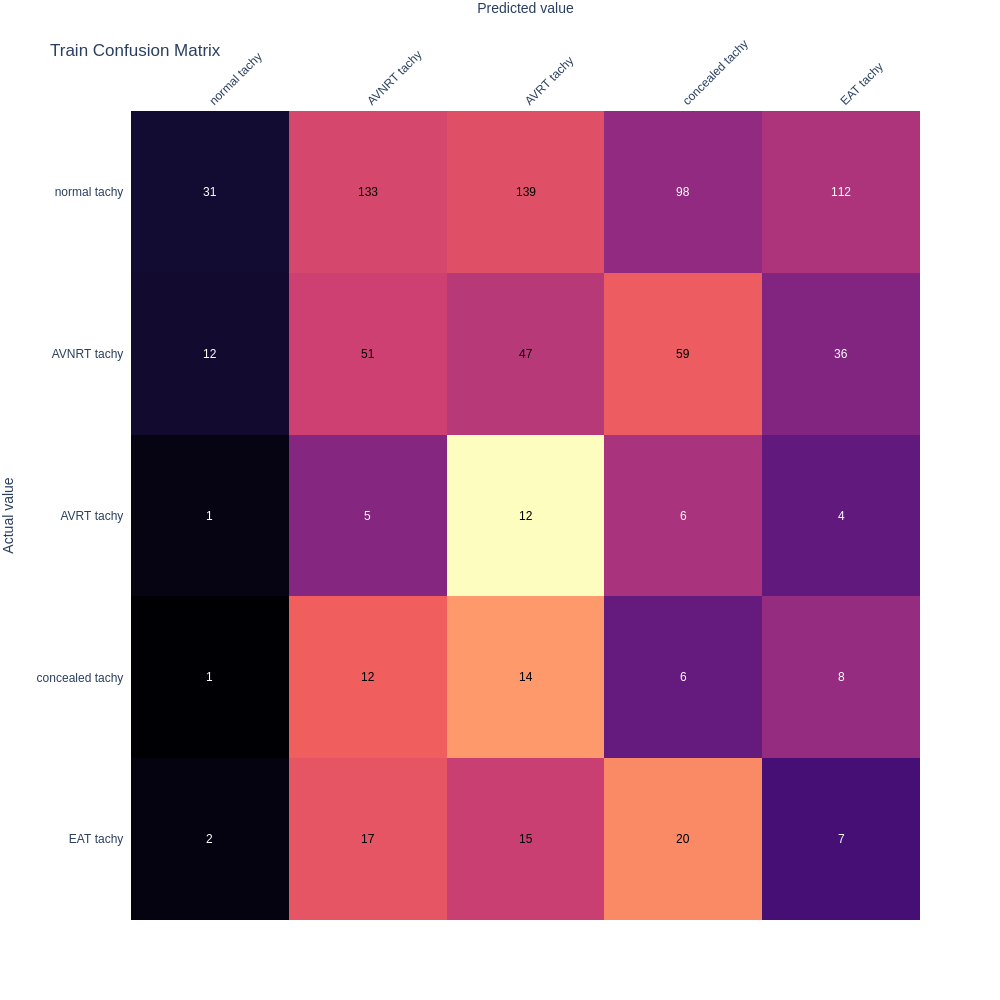 Predicted value
Train Confusion Matrix
normal tachy AVNRT tachy AVRT tachy concealed tachy EAT tachy
normal tachy 31 133 139 98 112
AVNRT tachy 12 51 47 59 36
AVRT tachy 1 5 12 6 4
Actual value
concealed tachy 1 12 14 6 8
EAT tachy 2 17 15 20 7